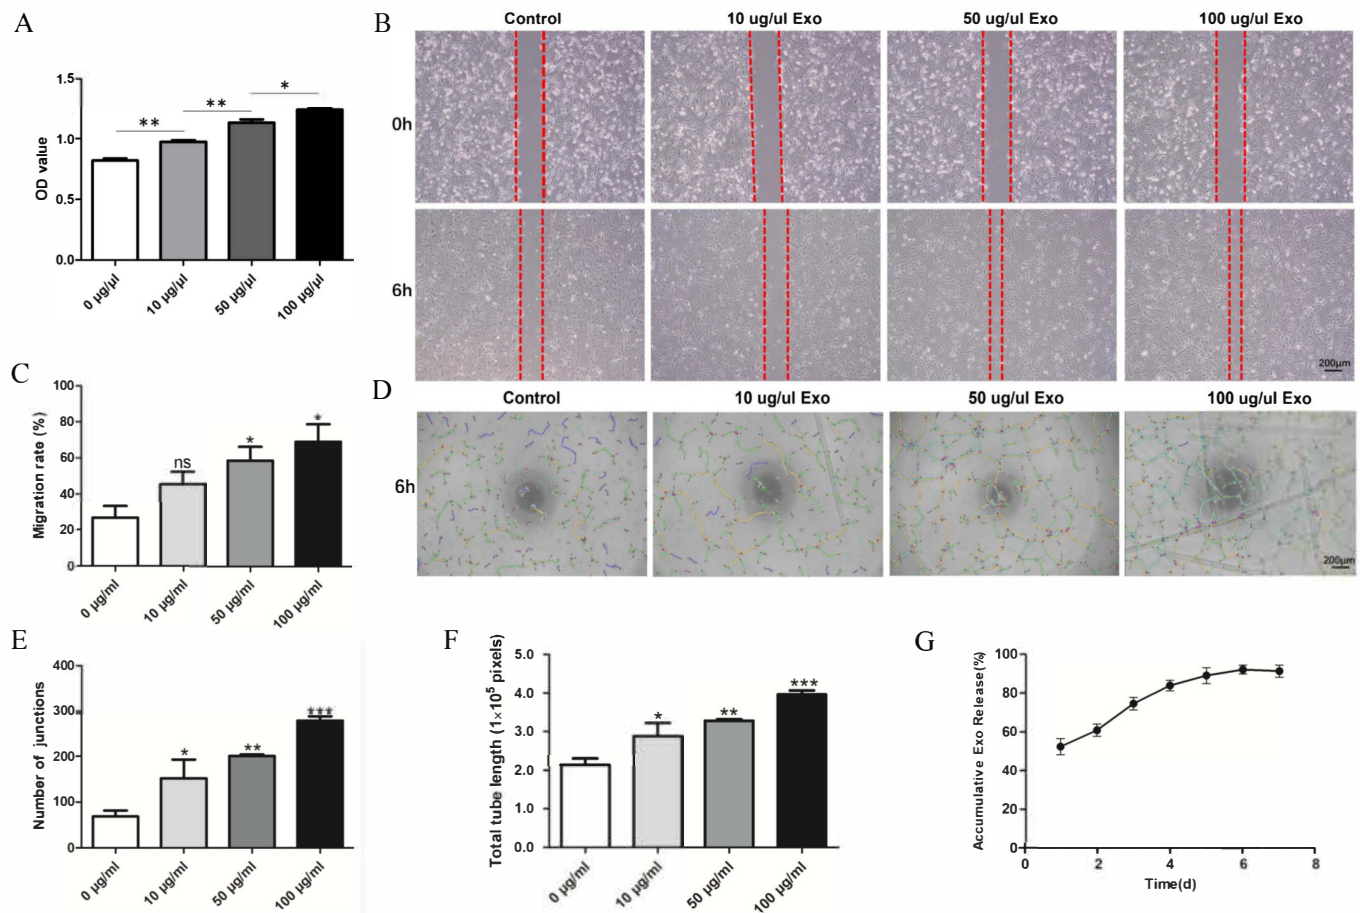 A
OD value
1.5
1.0
0.5
0.0
**
**
*
0 µg/µl
10 µg/µl
50 µg/µl
100 µg/µl
B
Control
10 ug/ul Exo
50 ug/ul Exo
100 ug/ul Exo
0h
6h
200µm
C
Migration rate (%)
100
80
60
40
20
0
ns
*
*
0 µg/ml
10 µg/ml
50 µg/ml
100 µg/ml
D
Control
10 ug/ul Exo
50 ug/ul Exo
100 ug/ul Exo
6h
200µm
E
Number of junctions
400
300
200
100
0
*
**
***
0 µg/ml
10 µg/ml
50 µg/ml
100 µg/ml
F
Total tube length (1×10⁵ pixels)
5.0
4.0
3.0
2.0
1.0
0.0
*
**
***
0 µg/ml
10 µg/ml
50 µg/ml
100 µg/ml
G
Accumulative Exo Release(%)
100
80
60
40
20
0
0
2
4
6
8
Time(d)